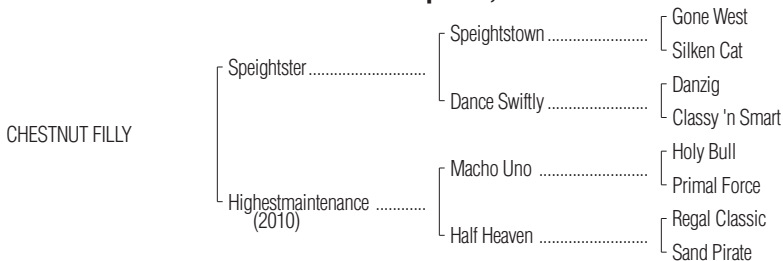 Gone West
Speightstown
Silken Cat
Speightster
Danzig
Dance Swiftly
Classy 'n Smart
CHESTNUT FILLY
Holy Bull
Macho Uno
Primal Force
Highestmaintenance
(2010)
Regal Classic
Half Heaven
Sand Pirate